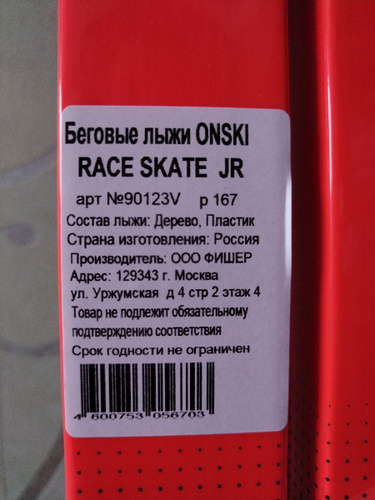 Беговые лыжи ONSKI
RACE SKATE JR
арт №90123V р 167
Состав лыжи: Дерево, Пластик
Страна изготовления: Россия
Производитель: ООО ФИШЕР
Адрес: 129343 г. Москва
ул. Уржумская д 4 стр 2 этаж 4
Товар не подлежит обязательному
подтверждению соответствия
Срок годности не ограничен
4 600753 056703